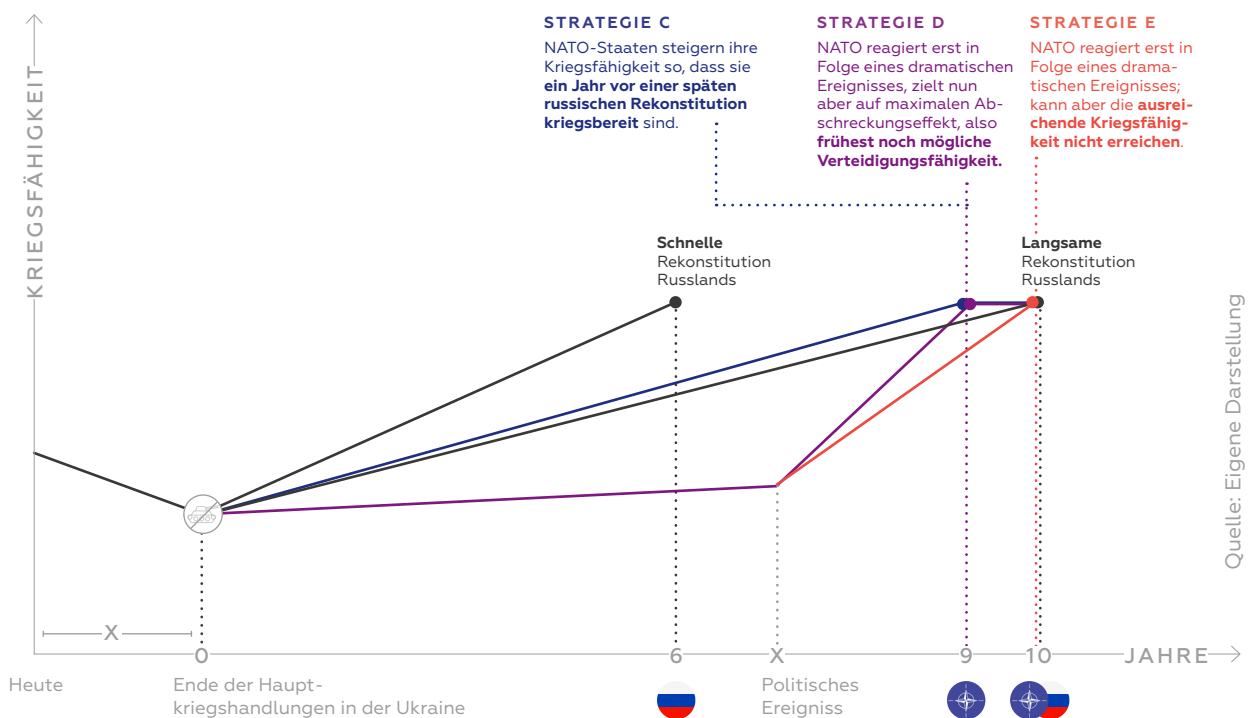 STRATEGIE C
NATO-Staaten steigern ihre
Kriegsfähigkeit so, dass sie
ein Jahr vor einer späten
russischen Rekonstitution
kriegsbereit sind.
STRATEGIE D
NATO reagiert erst in
Folge eines dramatischen
Ereignisses, zielt nun
aber auf maximalen Ab-
schreckungseffekt, also
frühest noch mögliche
Verteidigungsfähigkeit.
STRATEGIE E
NATO reagiert erst in
Folge eines drama-
tischen Ereignisses;
kann aber die ausrei-
chende Kriegsfähig-
keit nicht erreichen.
KRIEGSFÄHIGKEIT
Schnelle
Rekonstitution
Russlands
Langsame
Rekonstitution
Russlands
Quelle: Eigene Darstellung
X
0
6
X
9
10
JAHRE
Heute
Ende der Haupt-
kriegshandlungen in der Ukraine
Politisches
Ereigniss